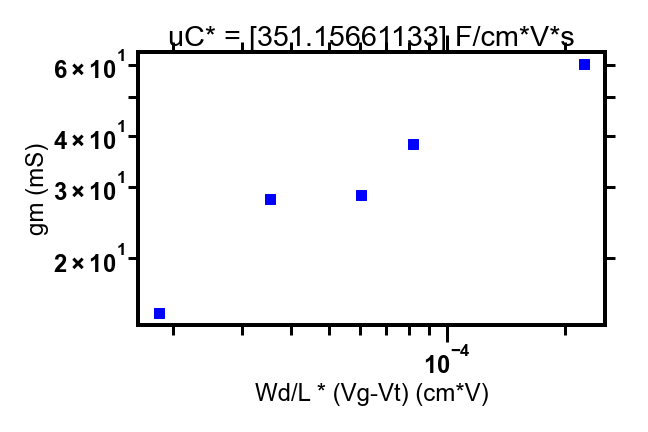 uC* = [351.15661133] F/cm*V*s
6×10¹
4×10¹
3×10¹
2×10¹
gm (mS)
10⁻⁴
Wd/L * (Vg-Vt) (cm*V)